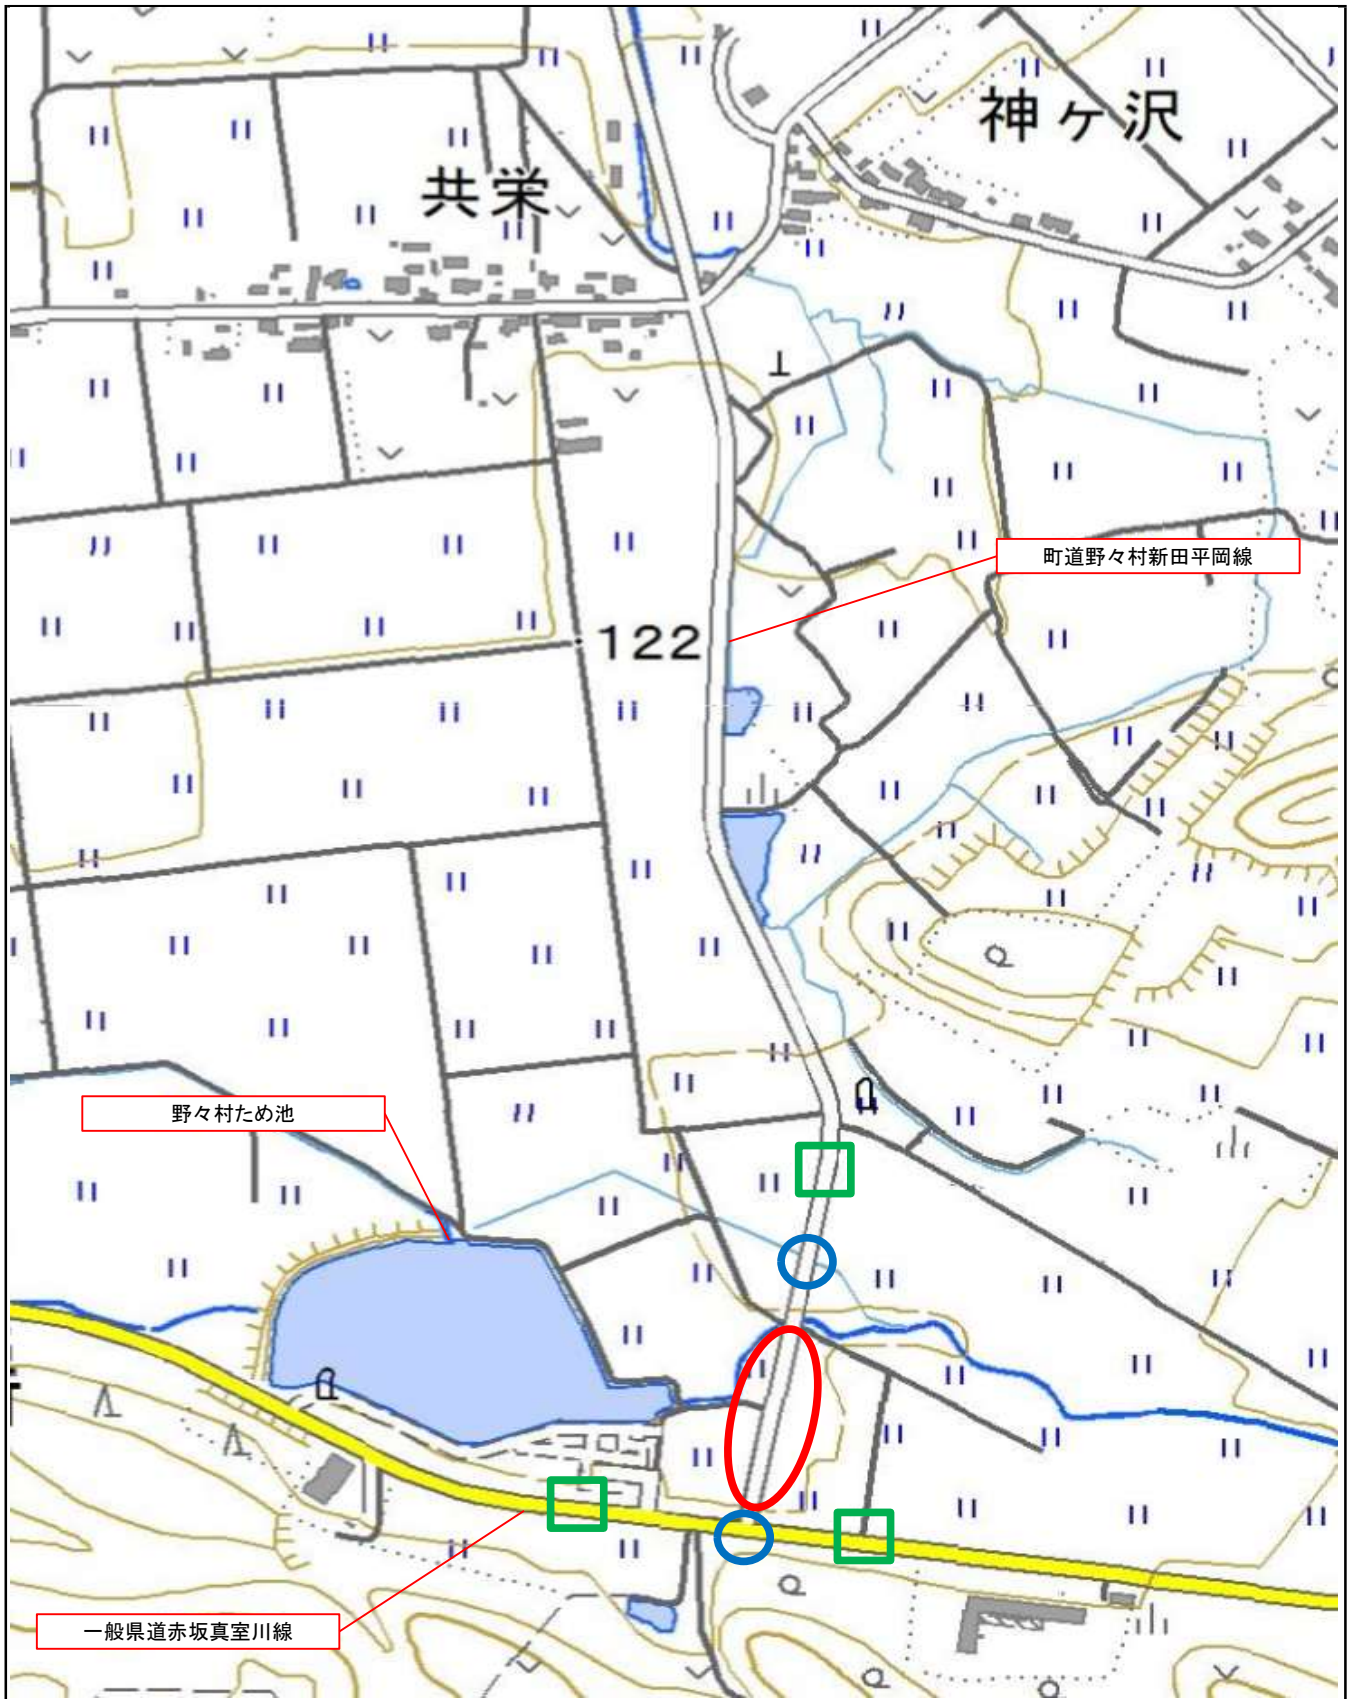 神ヶ沢
共栄
町道野々村新田平岡線
122
野々村ため池
一般県道赤坂真室川線